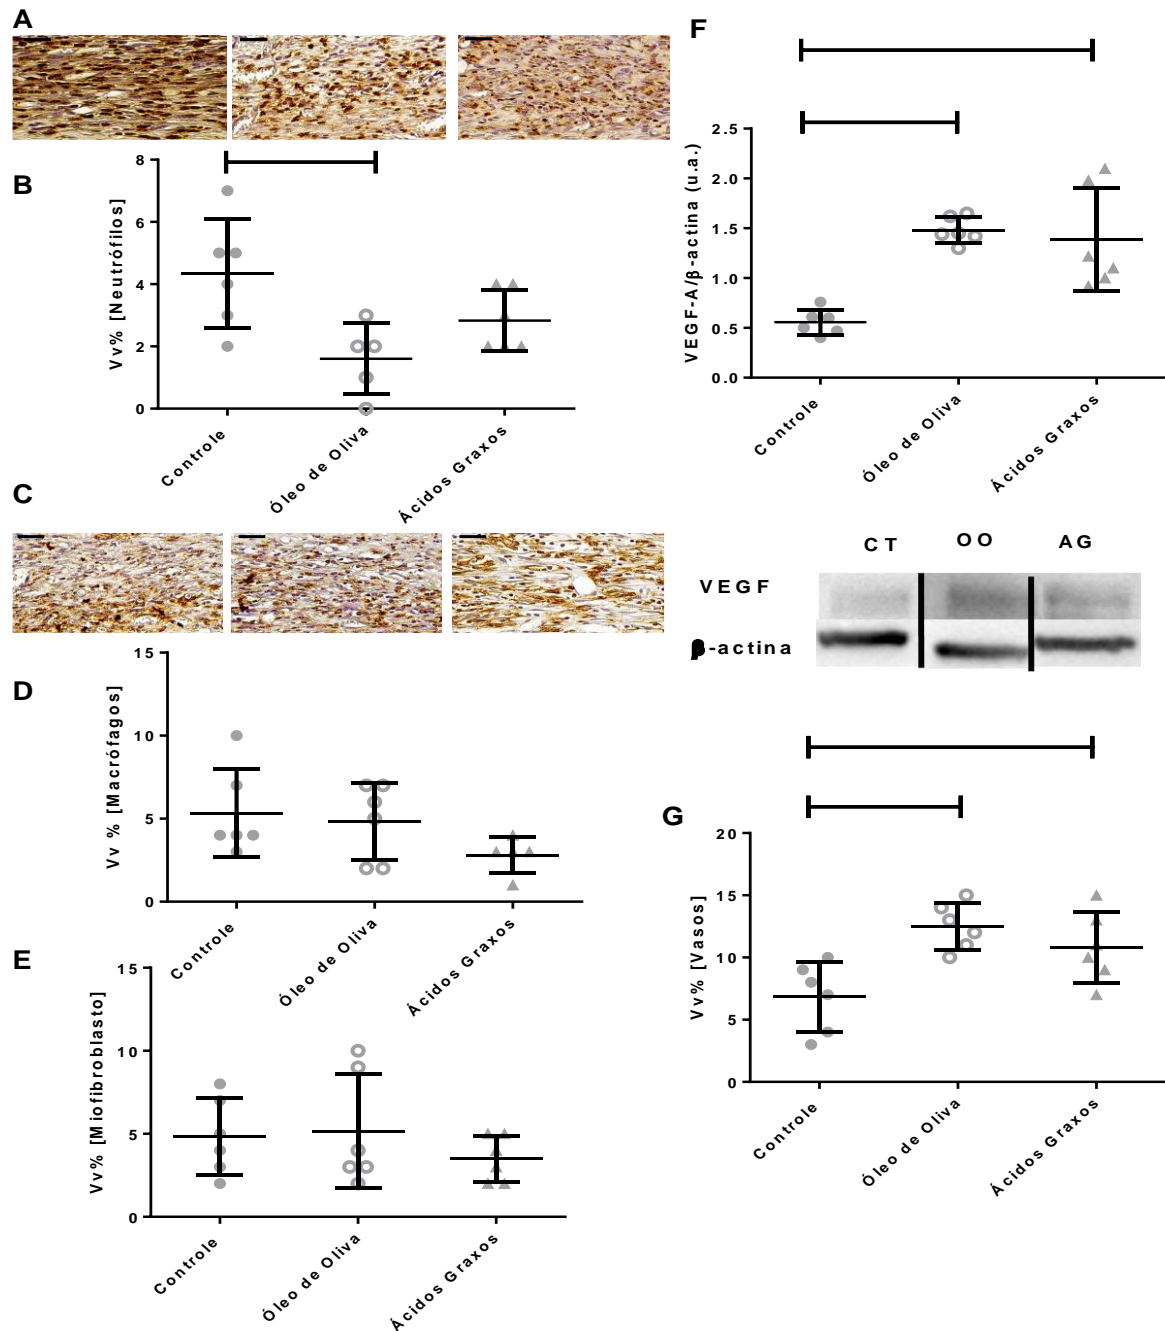 A
B
8
6
4
2
0
Vv% [Neutrófilos]
Controle
Óleo de Oliva
Ácidos Graxos
C
D
15
10
5
0
Vv % [Macrófagos]
Controle
Óleo de Oliva
Ácidos Graxos
E
15
10
5
0
Vv% [Miofibroblasto]
Controle
Óleo de Oliva
Ácidos Graxos
F
2.5
2.0
1.5
1.0
0.5
0.0
VEGF-A/β-actina (u.a.)
Controle
Óleo de Oliva
Ácidos Graxos
CT OO AG
VEGF
β-actina
G
20
15
10
5
0
Vv% [Vasos]
Controle
Óleo de Oliva
Ácidos Graxos